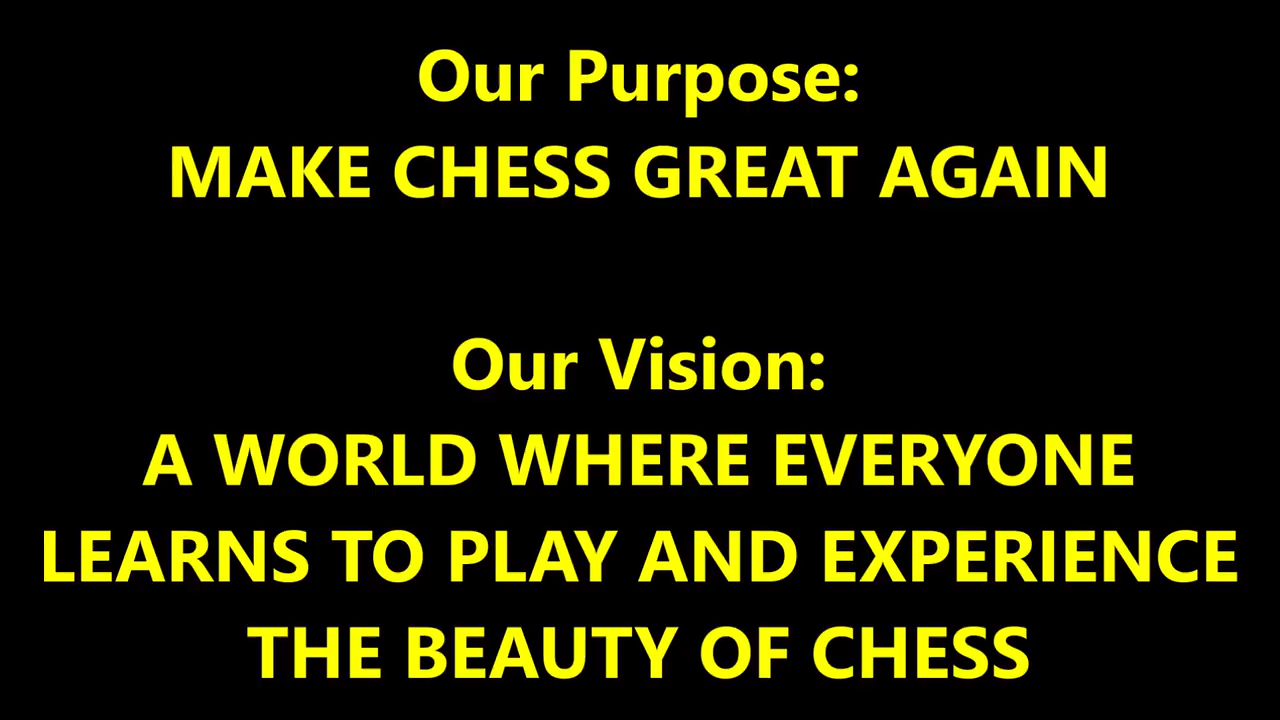 Our Purpose:
MAKE CHESS GREAT AGAIN
Our Vision:
A WORLD WHERE EVERYONE
LEARNS TO PLAY AND EXPERIENCE
THE BEAUTY OF CHESS